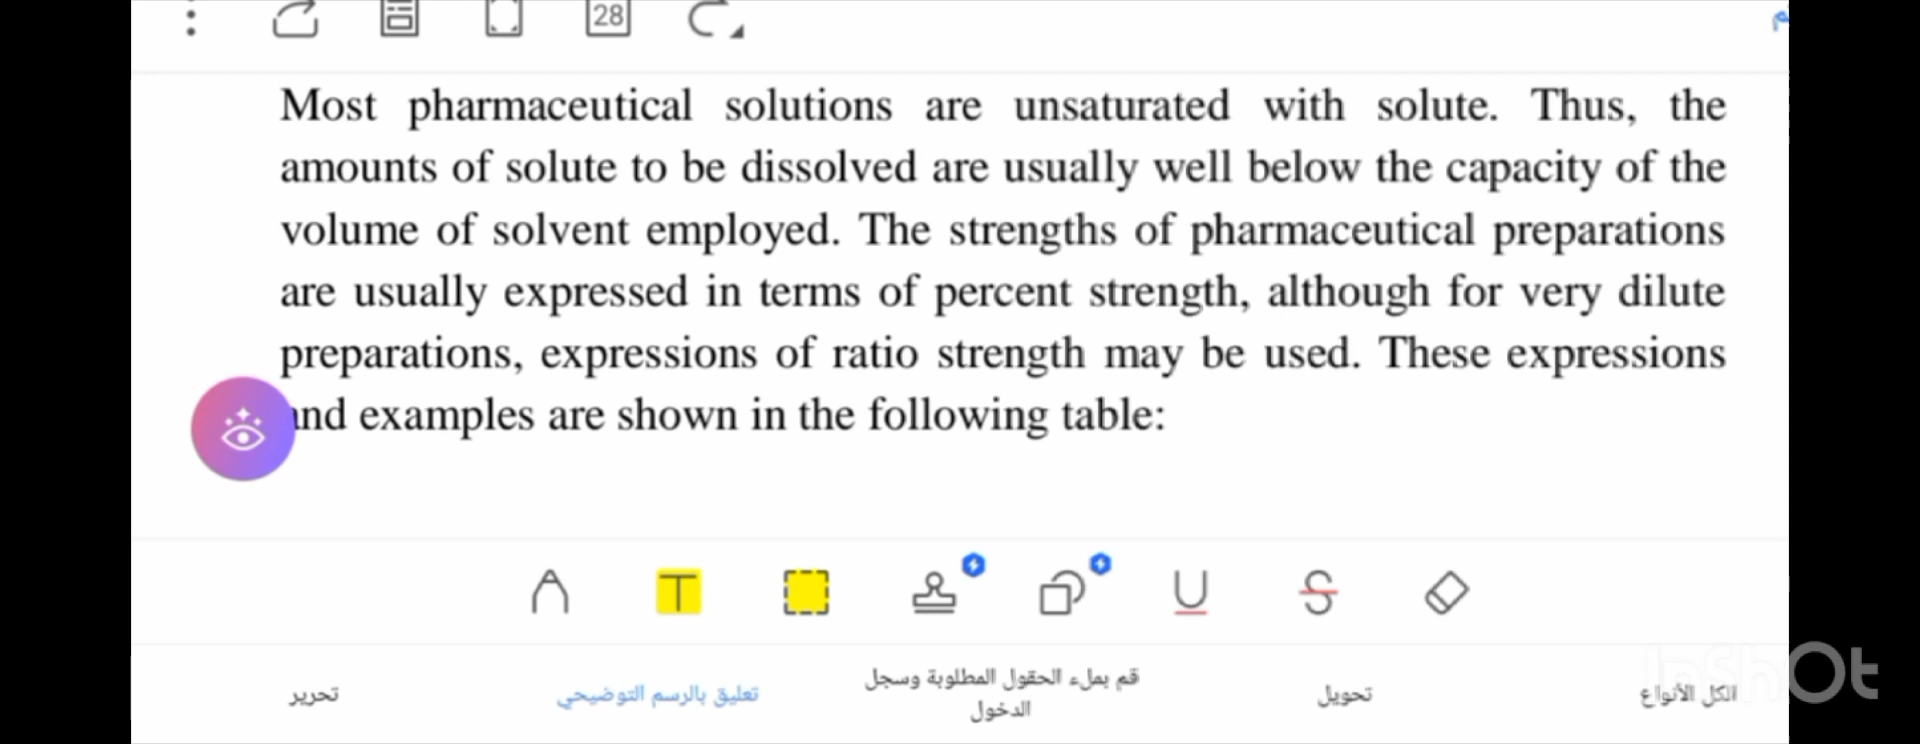 28
Most pharmaceutical solutions are unsaturated with solute. Thus, the
amounts of solute to be dissolved are usually well below the capacity of the
volume of solvent employed. The strengths of pharmaceutical preparations
are usually expressed in terms of percent strength, although for very dilute
preparations, expressions of ratio strength may be used. These expressions
and examples are shown in the following table:
T
U
S
الكل الأنواع
تحويل
قم بملء الحقول المطلوبة وسجل
الدخول
تعليق بالرسم التوضيحي
تحرير
InShOt